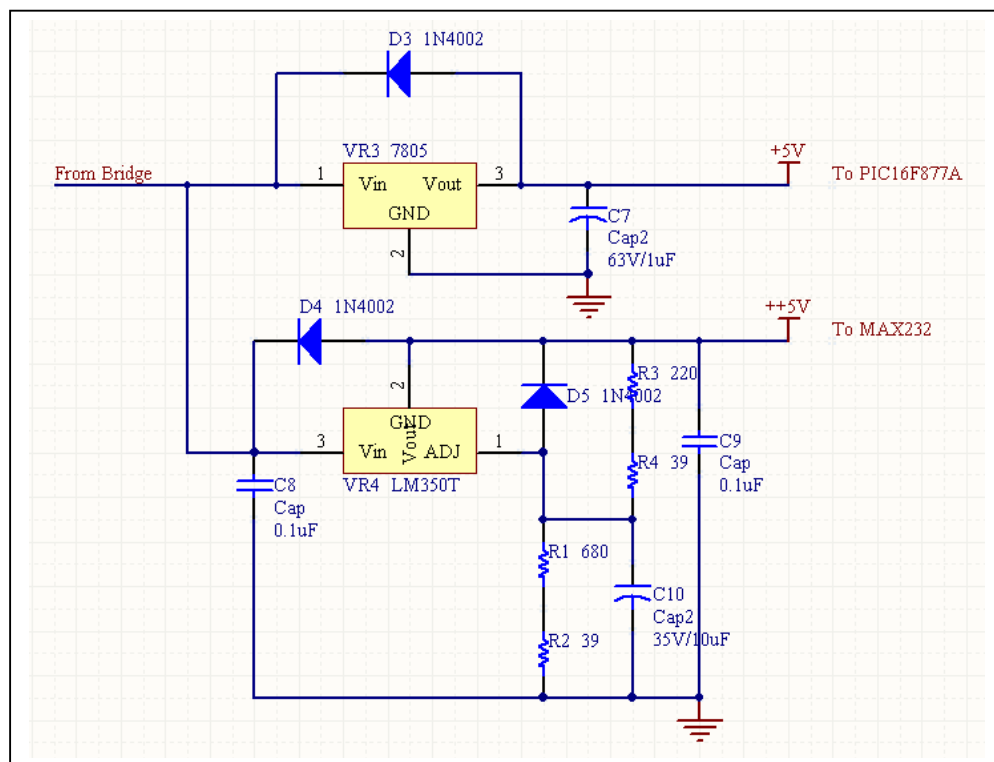 D3 1N4002
VR3 7805
From Bridge
1
Vin
Vout
3
GND
2
+5V
To PIC16F877A
C7
Cap2
63V/1uF
D4 1N4002
++5V
To MAX232
2
GND
Vout
3
Vin
ADJ
1
VR4 LM350T
D5 1N4002
R3 220
R4 39
C9
Cap
0.1uF
C8
Cap
0.1uF
R1 680
R2 39
C10
Cap2
35V/10uF